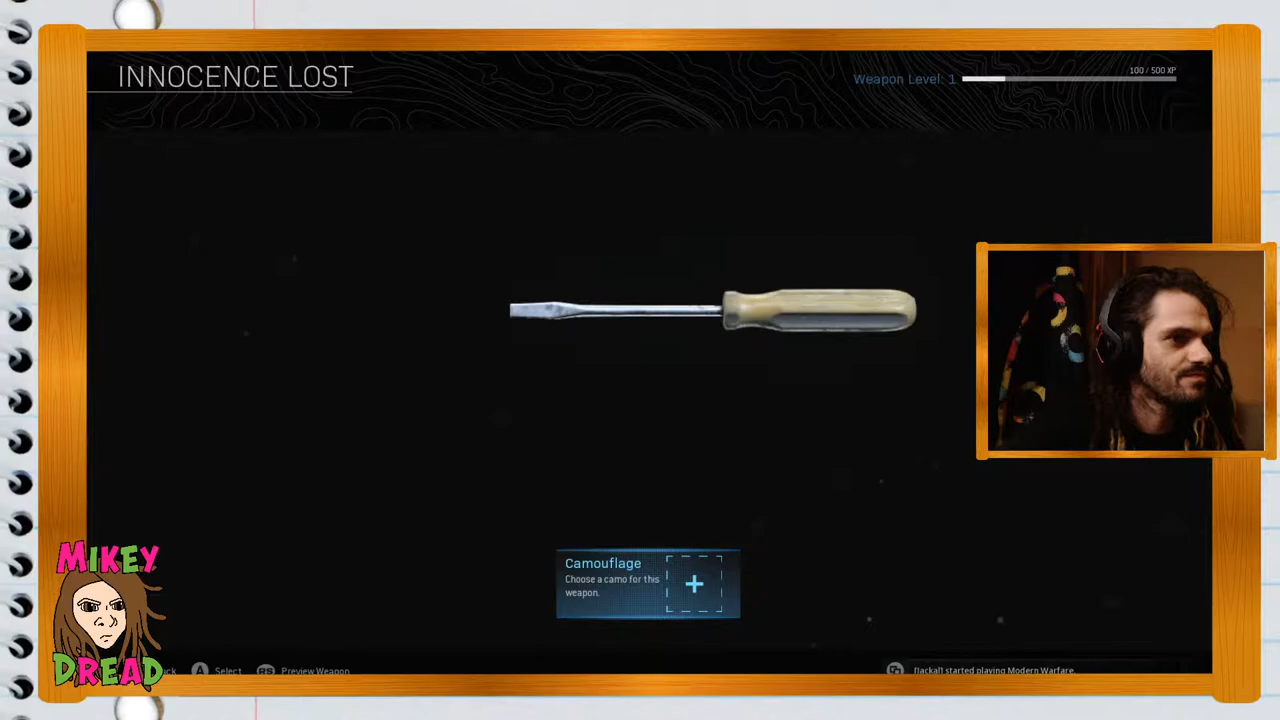 INNOCENCE LOST
Weapon Level: 1
100 / 500 XP
Camouflage
Choose a camo for this
weapon.
+
MIKEY
DREAD
A Select
RS Preview Weapon
[Jackal] started playing Modern Warfare.